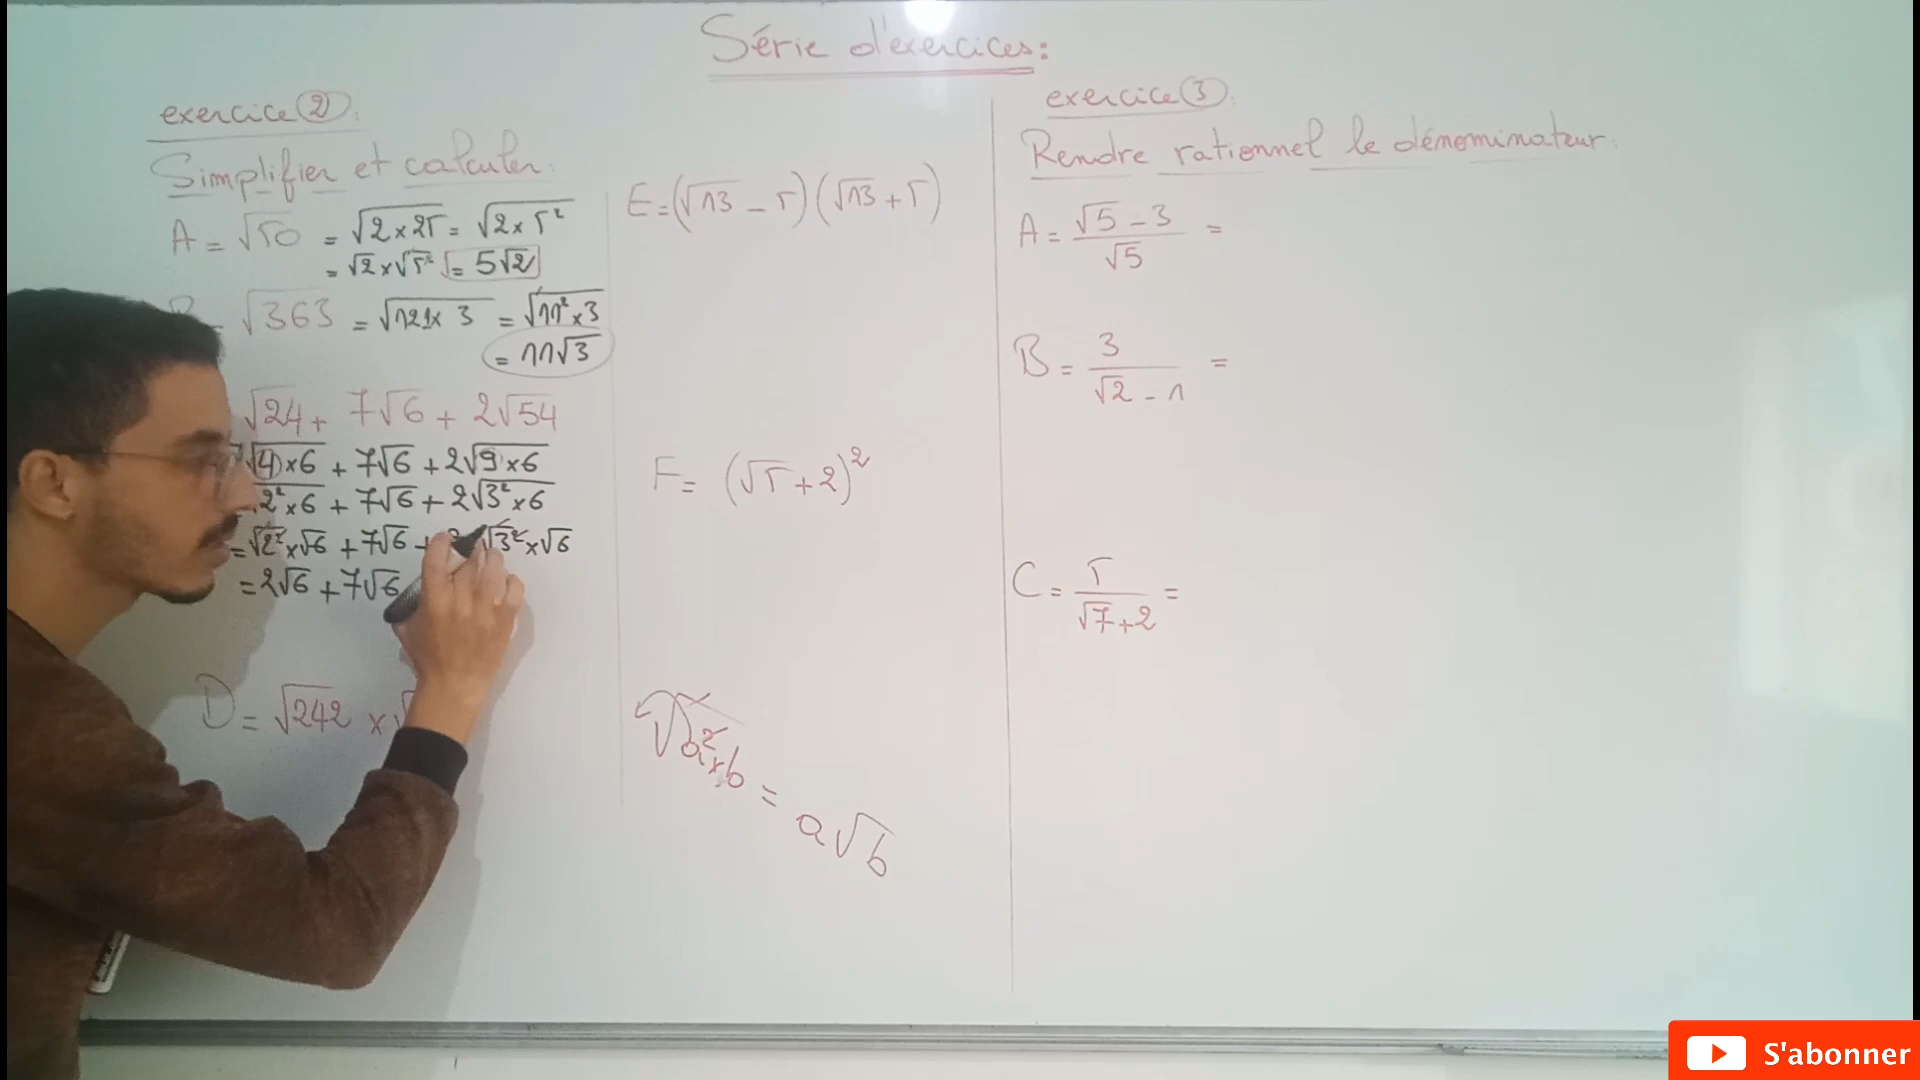 Série d'exercices:
exercice ②:
Simplifier et calculer:
A = √50 = √2×25 = √2×5²
= √2×√5² = 5√2
√363 = √121×3 = √11²×3
= 11√3
√24 + 7√6 + 2√54
√4×6 + 7√6 + 2√9×6
2²×6 + 7√6 + 2√3²×6
= √2²×√6 + 7√6 + √3²×√6
= 2√6 + 7√6
D = √242 ×
E = (√13 - 5)(√13 + 5)
F = (√5 + 2)²
√a²×b = a√b
exercice ③:
Rendre rationnel le dénominateur:
A = (√5 - 3)/√5 =
B = 3/(√2 - 1) =
C = 5/(√7 + 2) =
S'abonner